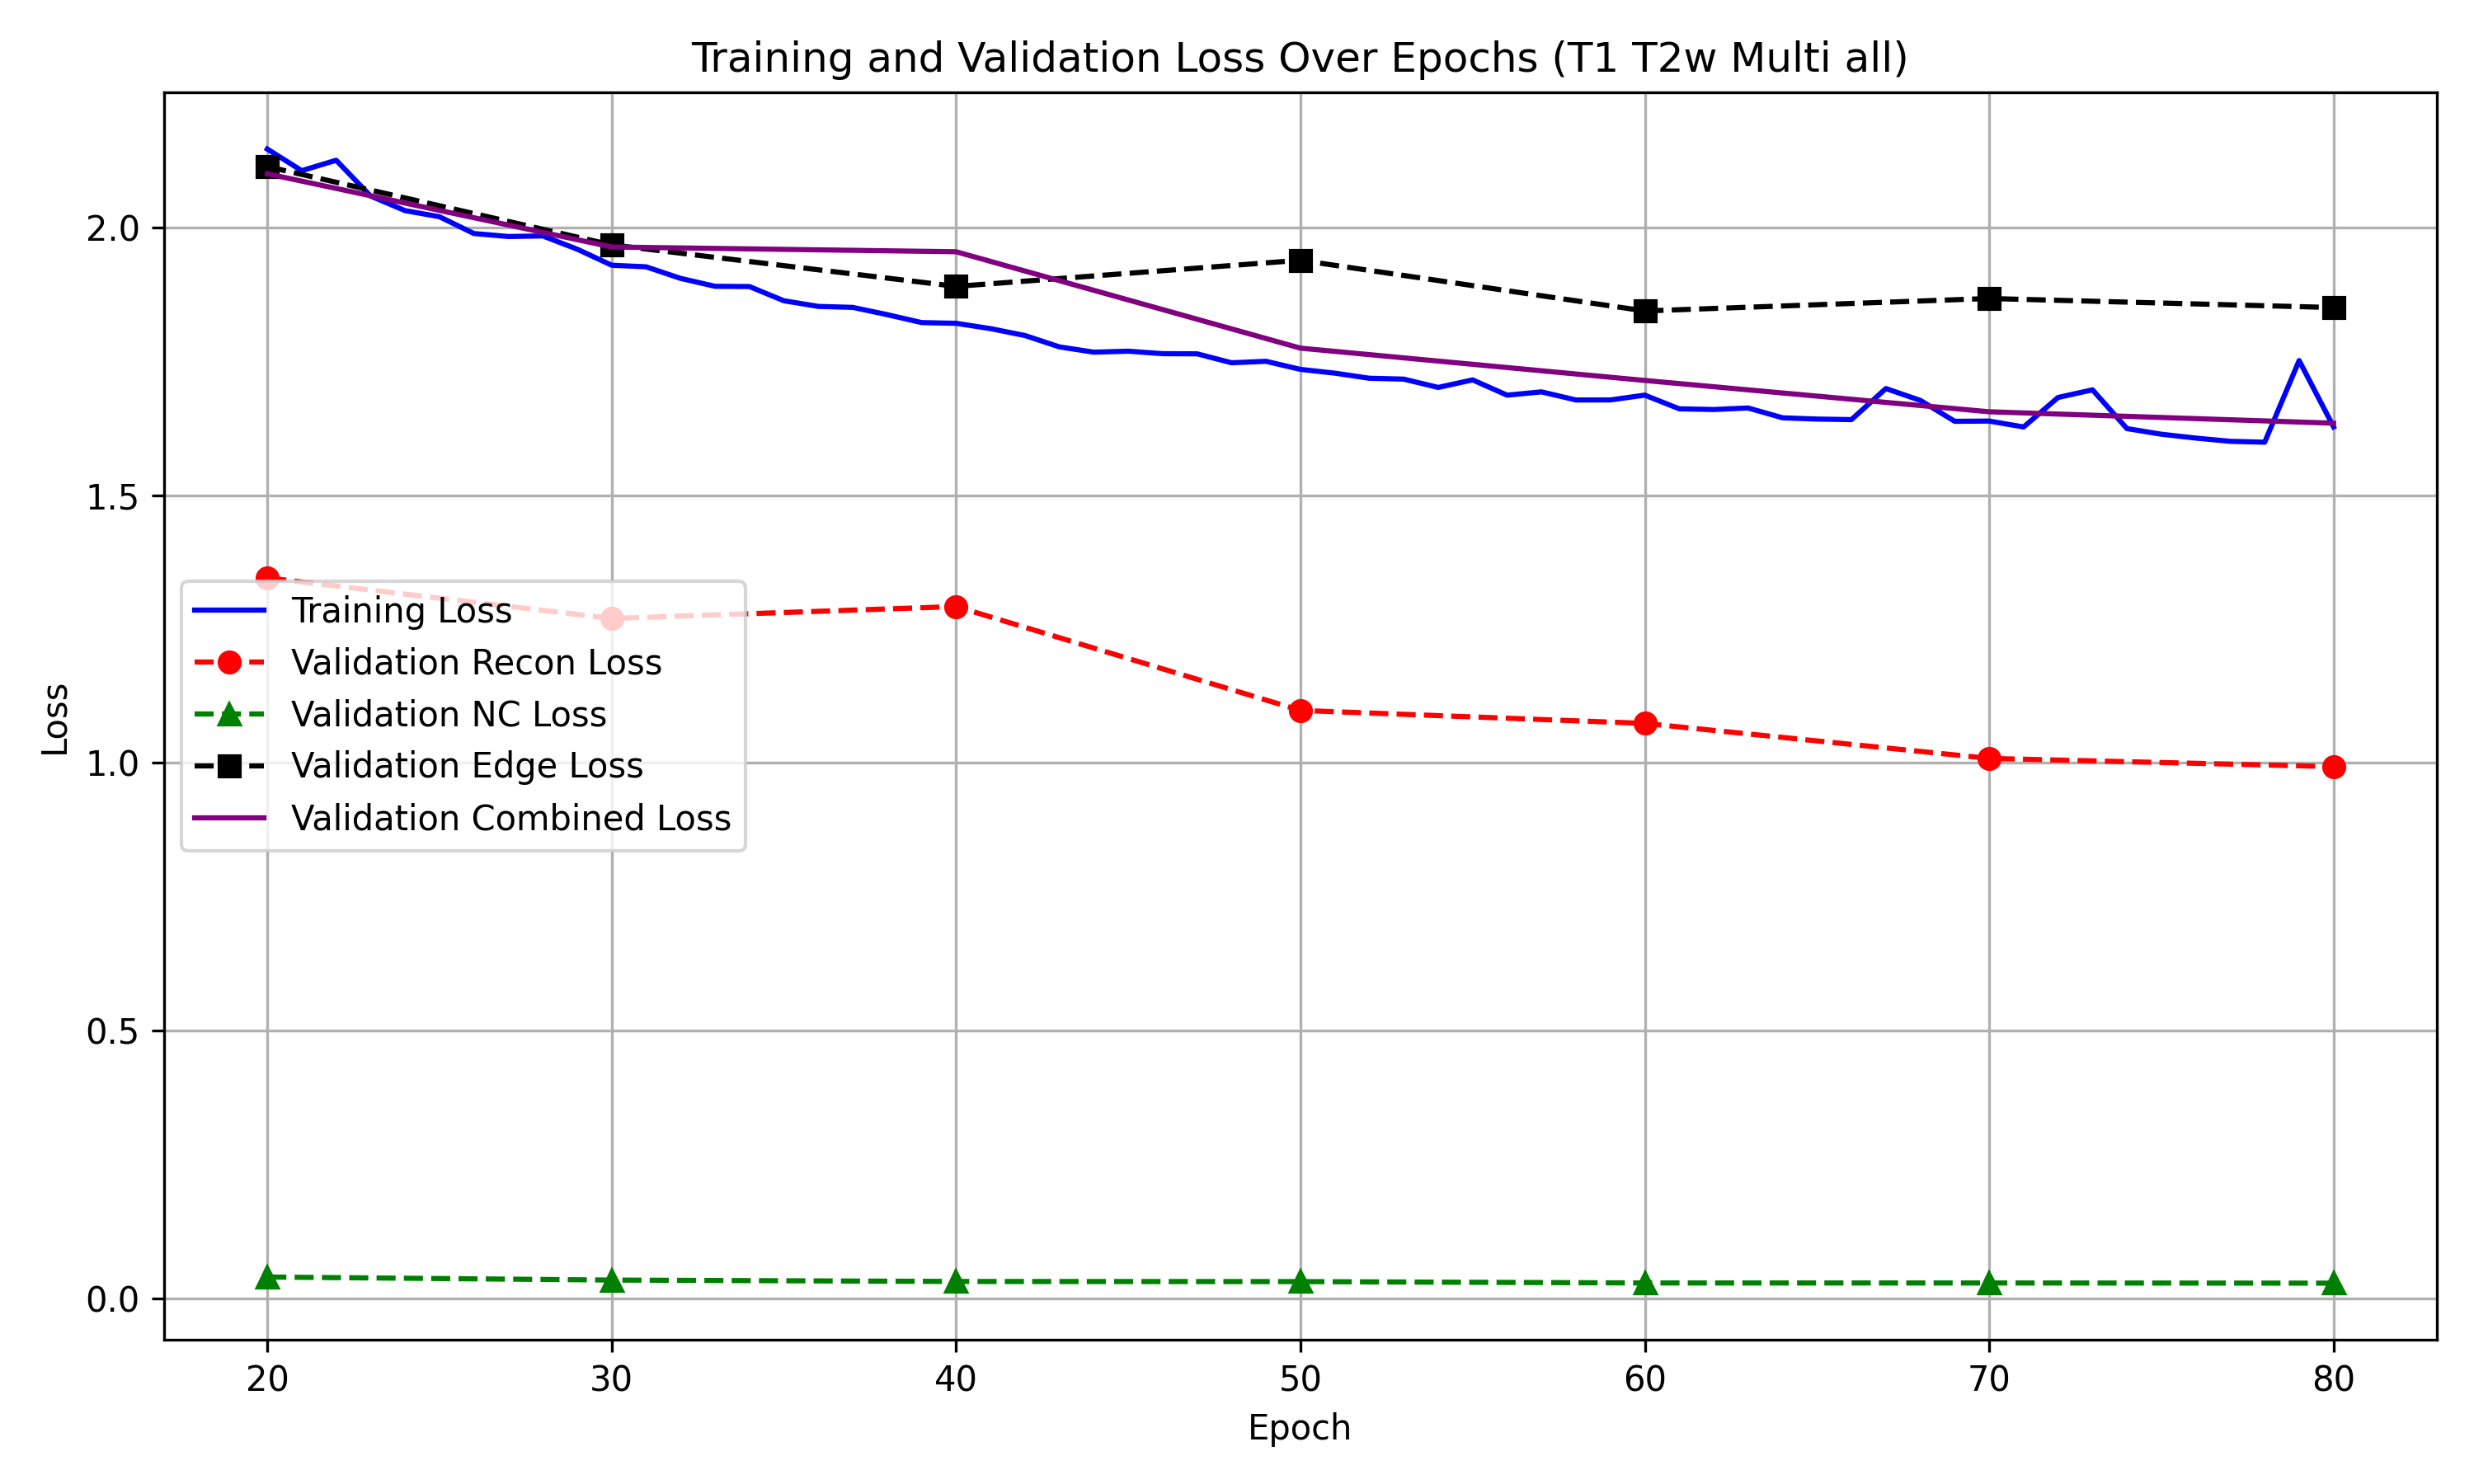 Training and Validation Loss Over Epochs (T1 T2w Multi all)
Loss
2.0
1.5
1.0
0.5
0.0
Training Loss
Validation Recon Loss
Validation NC Loss
Validation Edge Loss
Validation Combined Loss
20 30 40 50 60 70 80
Epoch